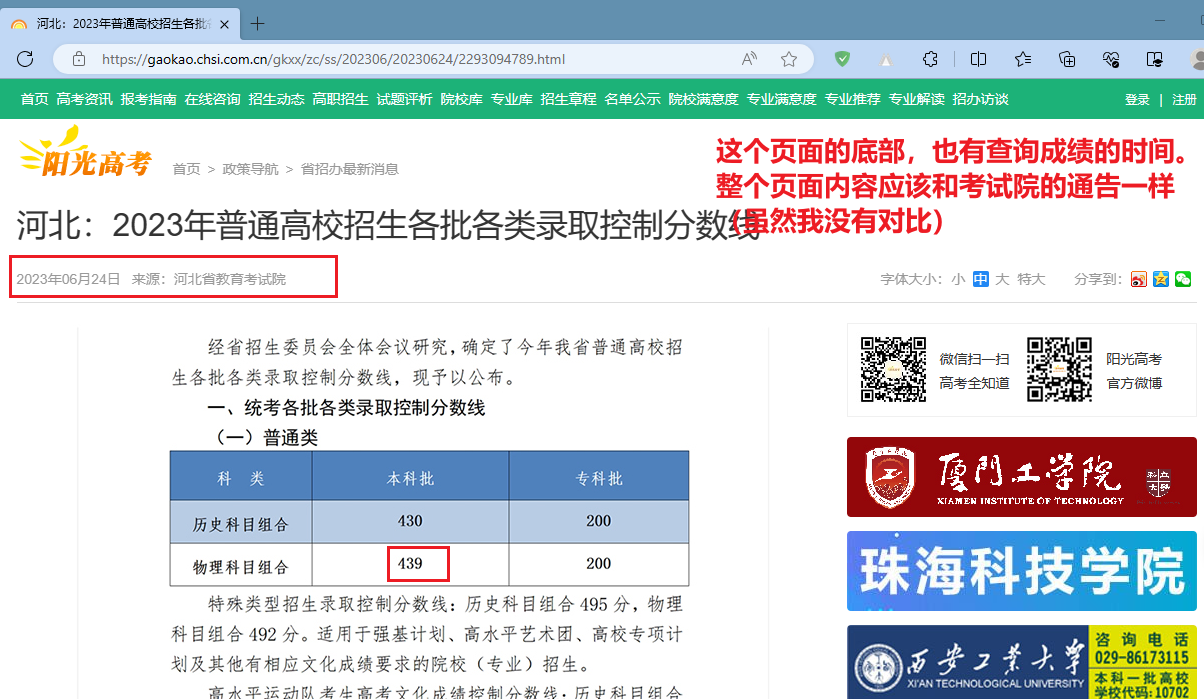 河北：2023年普通高校招生各批
https://gaokao.chsi.com.cn/gkxx/zc/ss/202306/20230624/2293094789.html
首页 高考资讯 报考指南 在线咨询 招生动态 高职招生 试题评析 院校库 专业库 招生章程 名单公示 院校满意度 专业满意度 专业推荐 专业解读 招办访谈 登录 | 注册
阳光高考
首页 > 政策导航 > 省招办最新消息
这个页面的底部，也有查询成绩的时间。
整个页面内容应该和考试院的通告一样
（虽然我没有对比）
河北：2023年普通高校招生各批各类录取控制分数线
2023年06月24日 来源：河北省教育考试院
字体大小：小 中 大 特大 分享到：
经省招生委员会全体会议研究，确定了今年我省普通高校招
生各批各类录取控制分数线，现予以公布。
一、统考各批各类录取控制分数线
（一）普通类
科 类 本科批 专科批
历史科目组合 430 200
物理科目组合 439 200
特殊类型招生录取控制分数线：历史科目组合 495 分，物理
科目组合 492 分。适用于强基计划、高水平艺术团、高校专项计
划及其他有相应文化成绩要求的院校（专业）招生。
高水平运动队考生高考文化成绩控制分数线：历史科目组合
微信扫一扫
高考全知道
阳光高考
官方微博
厦门工学院
XIAMEN INSTITUTE OF TECHNOLOGY
珠海科技学院
西安工业大学
XI'AN TECHNOLOGICAL UNIVERSITY
咨询电话
029-86173115
本科一批高校
学校代码:10702